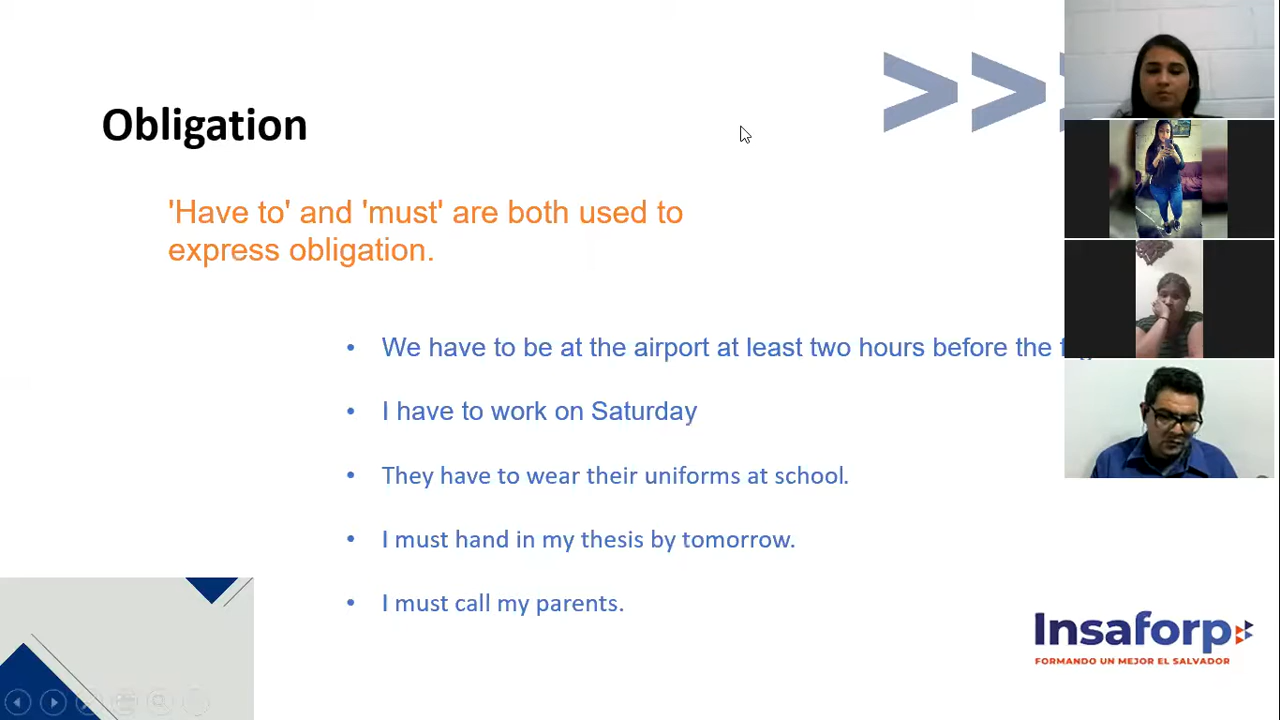 Obligation
'Have to' and 'must' are both used to
express obligation.
• We have to be at the airport at least two hours before the
• I have to work on Saturday
• They have to wear their uniforms at school.
• I must hand in my thesis by tomorrow.
• I must call my parents.
Insaforp
FORMANDO UN MEJOR EL SALVADOR